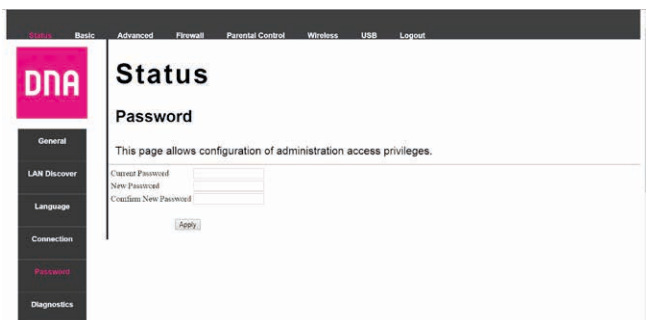 Status Basic Advanced Firewall Parental Control Wireless USB Logout
DNA
Status
Password
This page allows configuration of administration access privileges.
General
LAN Discover
Language
Connection
Password
Diagnostics
Current Password
New Password
Comfirm New Password
Apply